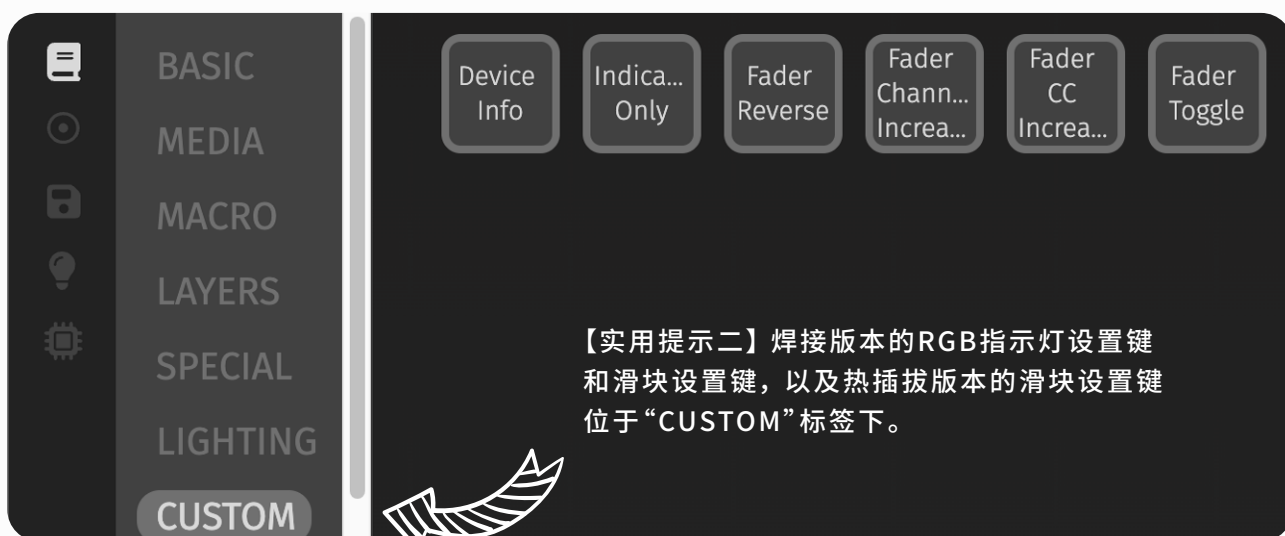 BASIC
MEDIA
MACRO
LAYERS
SPECIAL
LIGHTING
CUSTOM
Device
Info
Indica...
Only
Fader
Reverse
Fader
Chann...
Increa...
Fader
CC
Increa...
Fader
Toggle
【实用提示二】焊接版本的RGB指示灯设置键
和滑块设置键，以及热插拔版本的滑块设置键
位于“CUSTOM”标签下。